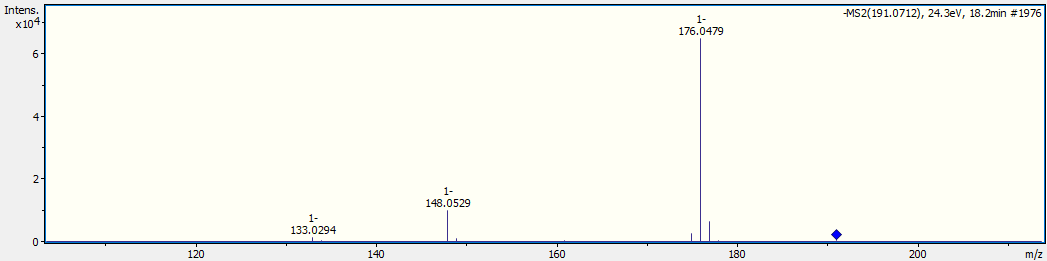 Intens.
x10⁴
-MS2(191.0712), 24.3eV, 18.2min #1976
1-
176.0479
6
4
1-
148.0529
2
1-
133.0294
0
120 140 160 180 200 m/z